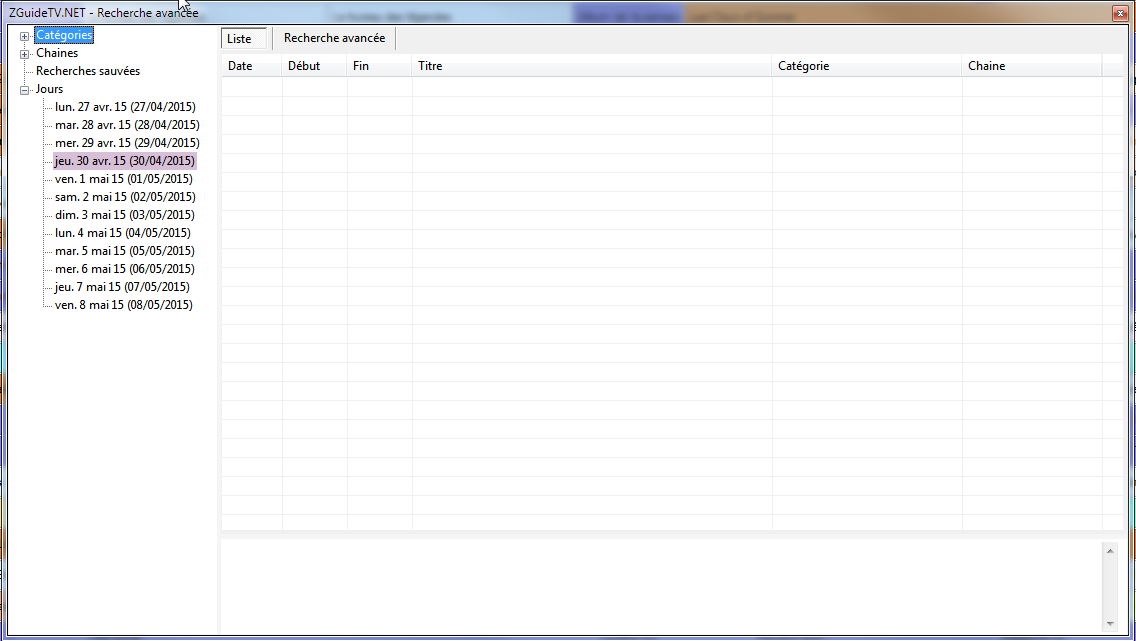 ZGuideTV.NET - Recherche avancée
Catégories
Chaines
Recherches sauvées
Jours
lun. 27 avr. 15 (27/04/2015)
mar. 28 avr. 15 (28/04/2015)
mer. 29 avr. 15 (29/04/2015)
jeu. 30 avr. 15 (30/04/2015)
ven. 1 mai 15 (01/05/2015)
sam. 2 mai 15 (02/05/2015)
dim. 3 mai 15 (03/05/2015)
lun. 4 mai 15 (04/05/2015)
mar. 5 mai 15 (05/05/2015)
mer. 6 mai 15 (06/05/2015)
jeu. 7 mai 15 (07/05/2015)
ven. 8 mai 15 (08/05/2015)
Liste Recherche avancée
Date Début Fin Titre Catégorie Chaine